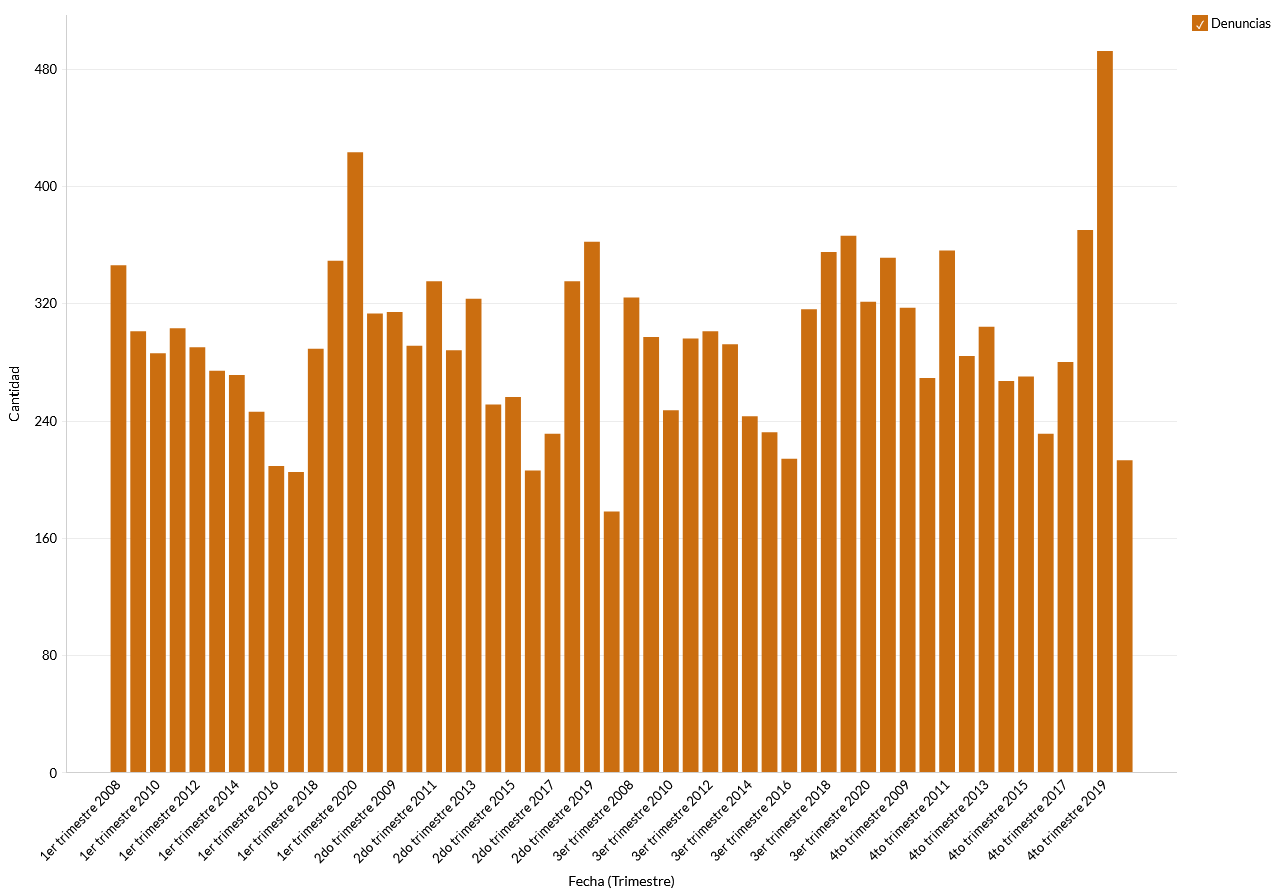 Denuncias
480
400
320
240
160
80
0
Cantidad
1er trimestre 2008
1er trimestre 2010
1er trimestre 2012
1er trimestre 2014
1er trimestre 2016
1er trimestre 2018
1er trimestre 2020
2do trimestre 2009
2do trimestre 2011
2do trimestre 2013
2do trimestre 2015
2do trimestre 2017
2do trimestre 2019
3er trimestre 2008
3er trimestre 2010
3er trimestre 2012
3er trimestre 2014
3er trimestre 2016
3er trimestre 2018
3er trimestre 2020
4to trimestre 2009
4to trimestre 2011
4to trimestre 2013
4to trimestre 2015
4to trimestre 2017
4to trimestre 2019
Fecha (Trimestre)